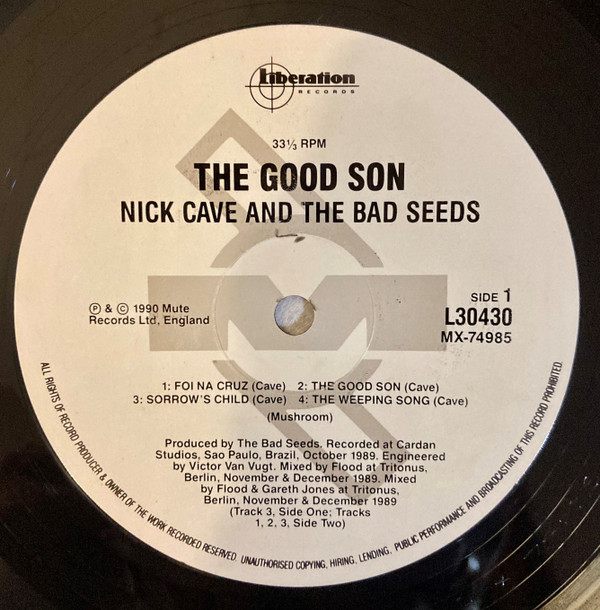 Liberation
RECORDS
33⅓ RPM
THE GOOD SON
NICK CAVE AND THE BAD SEEDS
Ⓟ & © 1990 Mute
Records Ltd, England
SIDE 1
L30430
MX-74985
1: FOI NA CRUZ (Cave) 2: THE GOOD SON (Cave)
3: SORROW'S CHILD (Cave) 4: THE WEEPING SONG (Cave)
(Mushroom)
Produced by The Bad Seeds. Recorded at Cardan
Studios, Sao Paulo, Brazil, October 1989. Engineered
by Victor Van Vugt. Mixed by Flood at Tritonus,
Berlin, November & December 1989. Mixed
by Flood & Gareth Jones at Tritonus,
Berlin, November & December 1989
(Track 3, Side One; Tracks
1, 2, 3, Side Two)
ALL RIGHTS OF RECORD PRODUCER & OWNER OF THE WORK RECORDED RESERVED. UNAUTHORISED COPYING, HIRING, LENDING, PUBLIC PERFORMANCE AND BROADCASTING OF THIS RECORD PROHIBITED.